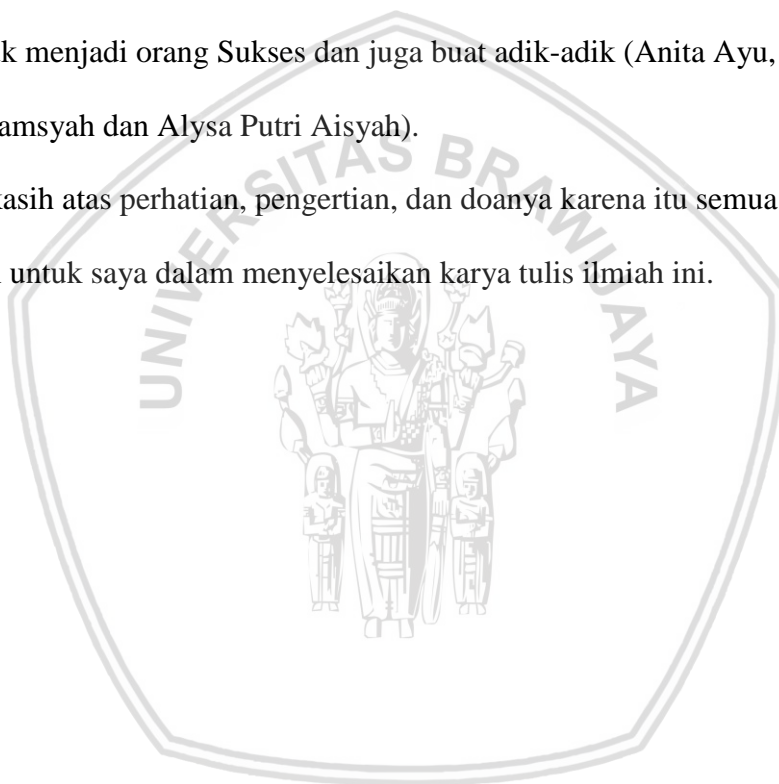 k menjadi orang Sukses dan juga buat adik-adik (Anita Ayu,
amsyah dan Alysa Putri Aisyah).
asih atas perhatian, pengertian, dan doanya karena itu semua
untuk saya dalam menyelesaikan karya tulis ilmiah ini.
UNIVERSITAS BRAWIJAYA